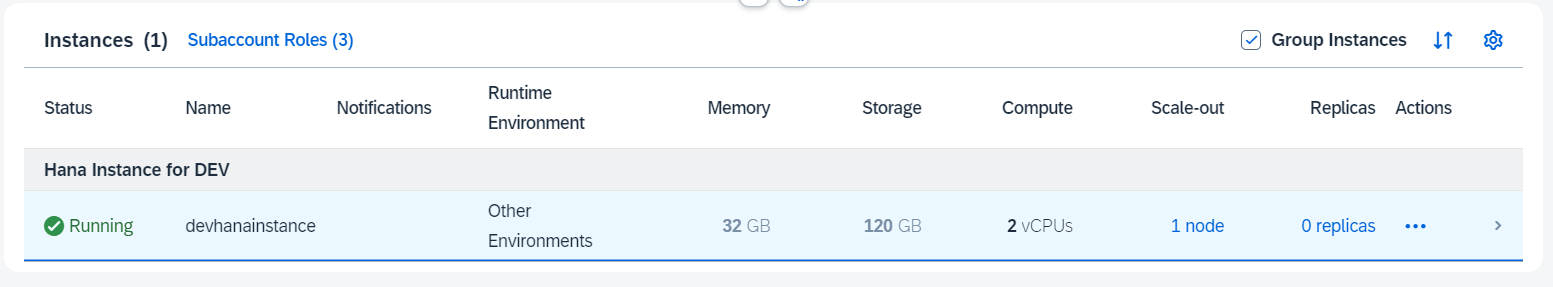 Instances (1) Subaccount Roles (3) Group Instances
Status Name Notifications Runtime Environment Memory Storage Compute Scale-out Replicas Actions
Hana Instance for DEV
Running devhanainstance Other Environments 32 GB 120 GB 2 vCPUs 1 node 0 replicas